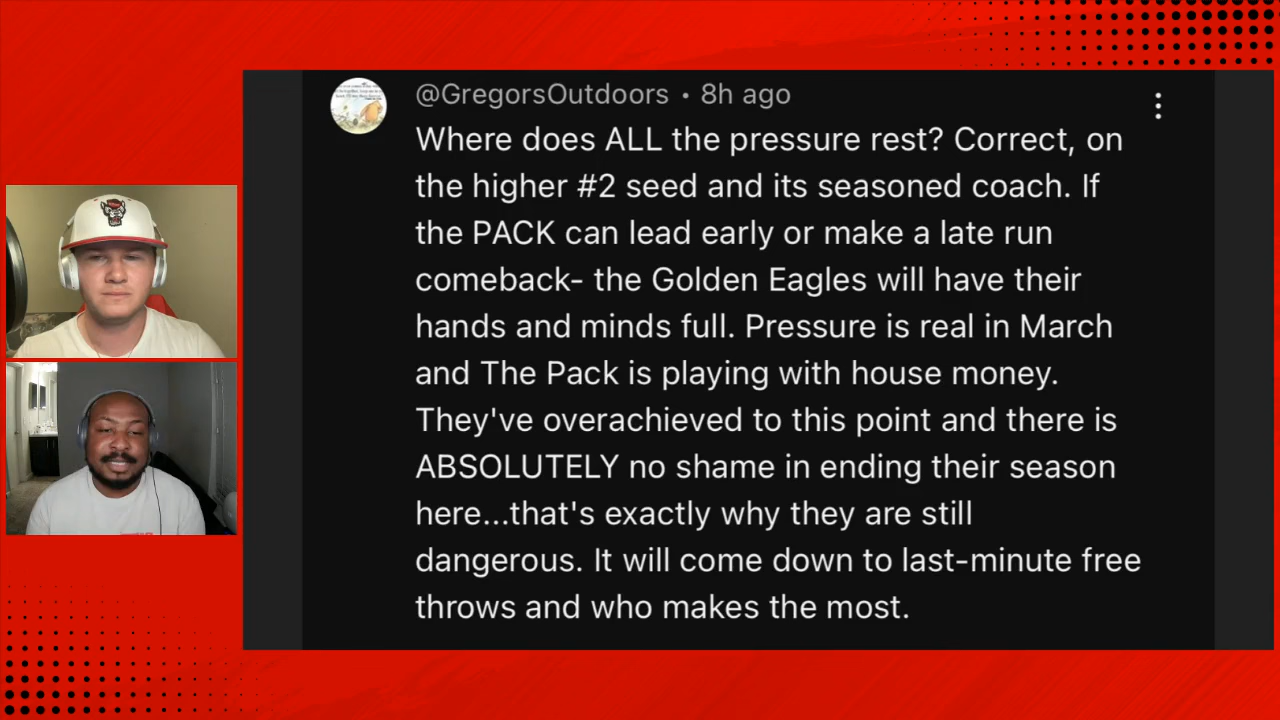 @GregorsOutdoors • 8h ago
Where does ALL the pressure rest? Correct, on
the higher #2 seed and its seasoned coach. If
the PACK can lead early or make a late run
comeback- the Golden Eagles will have their
hands and minds full. Pressure is real in March
and The Pack is playing with house money.
They've overachieved to this point and there is
ABSOLUTELY no shame in ending their season
here...that's exactly why they are still
dangerous. It will come down to last-minute free
throws and who makes the most.